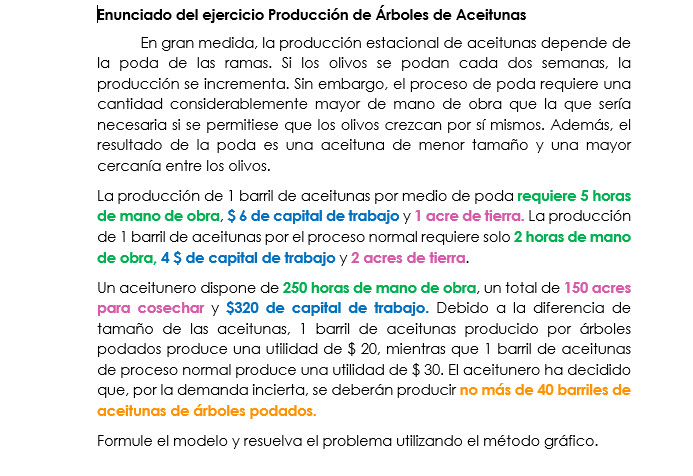 Enunciado del ejercicio Producción de Árboles de Aceitunas
En gran medida, la producción estacional de aceitunas depende de
la poda de las ramas. Si los olivos se podan cada dos semanas, la
producción se incrementa. Sin embargo, el proceso de poda requiere una
cantidad considerablemente mayor de mano de obra que la que sería
necesaria si se permitiese que los olivos crezcan por sí mismos. Además, el
resultado de la poda es una aceituna de menor tamaño y una mayor
cercanía entre los olivos.
La producción de 1 barril de aceitunas por medio de poda requiere 5 horas
de mano de obra, $ 6 de capital de trabajo y 1 acre de tierra. La producción
de 1 barril de aceitunas por el proceso normal requiere solo 2 horas de mano
de obra, 4 $ de capital de trabajo y 2 acres de tierra.
Un aceitunero dispone de 250 horas de mano de obra, un total de 150 acres
para cosechar y $320 de capital de trabajo. Debido a la diferencia de
tamaño de las aceitunas, 1 barril de aceitunas producido por árboles
podados produce una utilidad de $ 20, mientras que 1 barril de aceitunas
de proceso normal produce una utilidad de $ 30. El aceitunero ha decidido
que, por la demanda incierta, se deberán producir no más de 40 barriles de
aceitunas de árboles podados.
Formule el modelo y resuelva el problema utilizando el método gráfico.